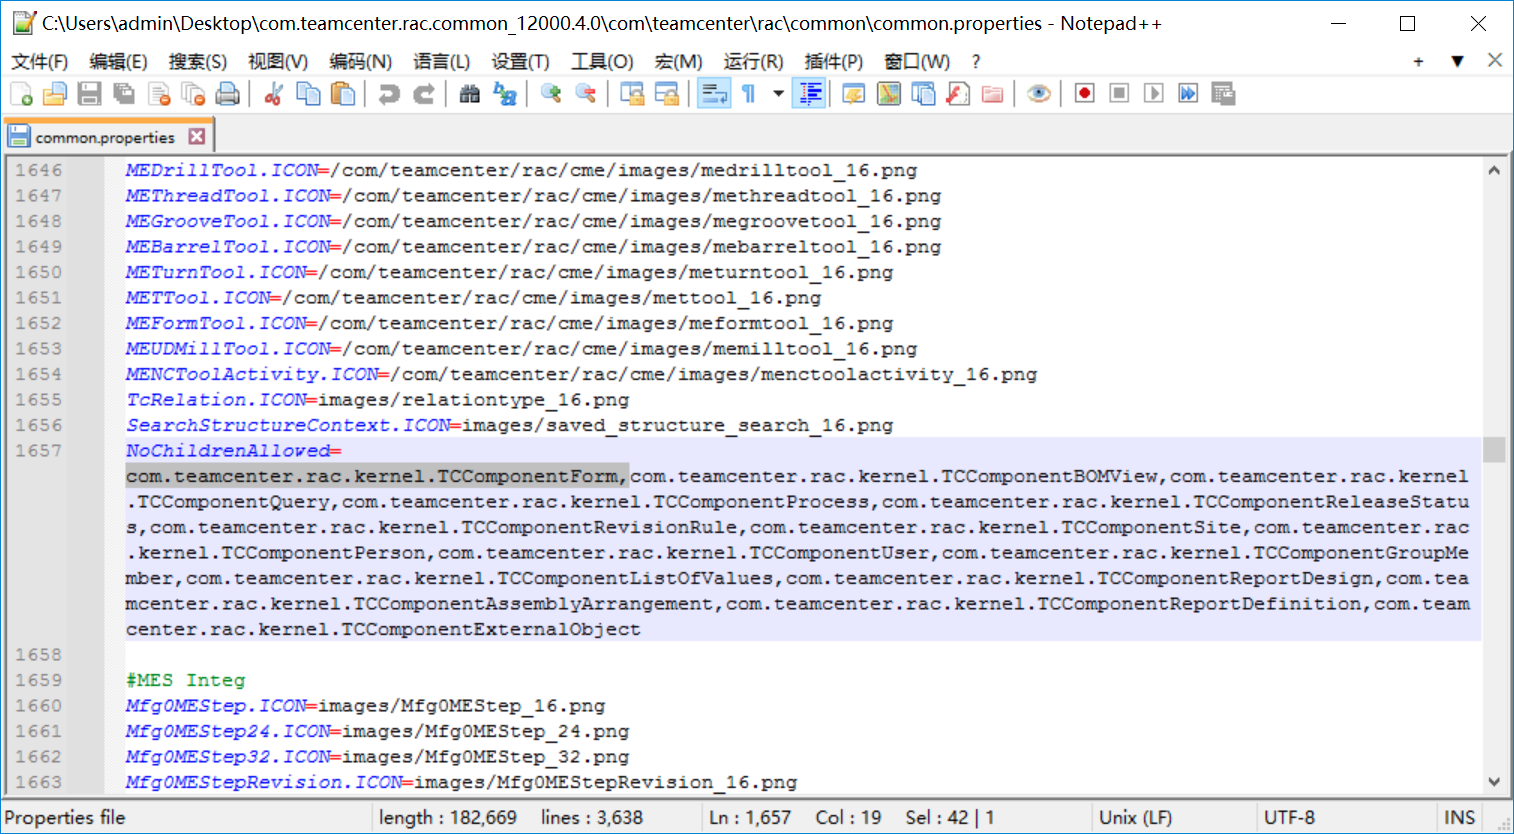 C:\Users\admin\Desktop\com.teamcenter.rac.common_12000.4.0\com\teamcenter\rac\common\common.properties - Notepad++
文件(F) 编辑(E) 搜索(S) 视图(V) 编码(N) 语言(L) 设置(T) 工具(O) 宏(M) 运行(R) 插件(P) 窗口(W) ?
common.properties
1646 MEDrillTool.ICON=/com/teamcenter/rac/cme/images/medrilltool_16.png
1647 METhreadTool.ICON=/com/teamcenter/rac/cme/images/methreadtool_16.png
1648 MEGrooveTool.ICON=/com/teamcenter/rac/cme/images/megroovetool_16.png
1649 MEBarrelTool.ICON=/com/teamcenter/rac/cme/images/mebarreltool_16.png
1650 METurnTool.ICON=/com/teamcenter/rac/cme/images/meturntool_16.png
1651 METTool.ICON=/com/teamcenter/rac/cme/images/mettool_16.png
1652 MEFormTool.ICON=/com/teamcenter/rac/cme/images/meformtool_16.png
1653 MEUDMillTool.ICON=/com/teamcenter/rac/cme/images/memilltool_16.png
1654 MENCToolActivity.ICON=/com/teamcenter/rac/cme/images/menctoolactivity_16.png
1655 TcRelation.ICON=images/relationtype_16.png
1656 SearchStructureContext.ICON=images/saved_structure_search_16.png
1657 NoChildrenAllowed=
com.teamcenter.rac.kernel.TCComponentForm,com.teamcenter.rac.kernel.TCComponentBOMView,com.teamcenter.rac.kernel
.TCComponentQuery,com.teamcenter.rac.kernel.TCComponentProcess,com.teamcenter.rac.kernel.TCComponentReleaseStatu
s,com.teamcenter.rac.kernel.TCComponentRevisionRule,com.teamcenter.rac.kernel.TCComponentSite,com.teamcenter.rac
.kernel.TCComponentPerson,com.teamcenter.rac.kernel.TCComponentUser,com.teamcenter.rac.kernel.TCComponentGroupMe
mber,com.teamcenter.rac.kernel.TCComponentListOfValues,com.teamcenter.rac.kernel.TCComponentReportDesign,com.tea
mcenter.rac.kernel.TCComponentAssemblyArrangement,com.teamcenter.rac.kernel.TCComponentReportDefinition,com.team
center.rac.kernel.TCComponentExternalObject
1658
1659 #MES Integ
1660 Mfg0MEStep.ICON=images/Mfg0MEStep_16.png
1661 Mfg0MEStep24.ICON=images/Mfg0MEStep_24.png
1662 Mfg0MEStep32.ICON=images/Mfg0MEStep_32.png
1663 Mfg0MEStepRevision.ICON=images/Mfg0MEStepRevision_16.png
Properties file length : 182,669 lines : 3,638 Ln : 1,657 Col : 19 Sel : 42 | 1 Unix (LF) UTF-8 INS